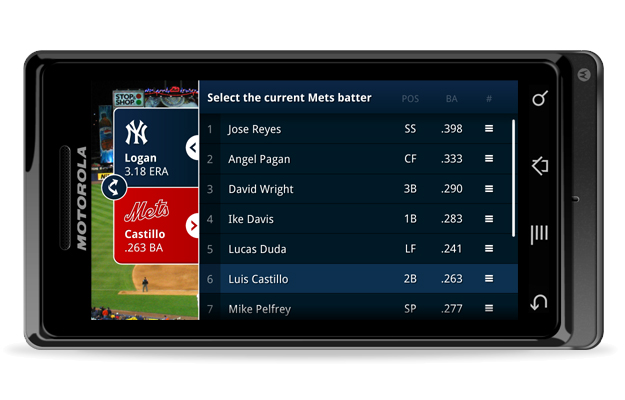 MOTOROLA
STOP & SHOP
NY
Logan
3.18 ERA
Mets
Castillo
.263 BA
Select the current Mets batter POS BA #
1 Jose Reyes SS .398
2 Angel Pagan CF .333
3 David Wright 3B .290
4 Ike Davis 1B .283
5 Lucas Duda LF .241
6 Luis Castillo 2B .263
7 Mike Pelfrey SP .277